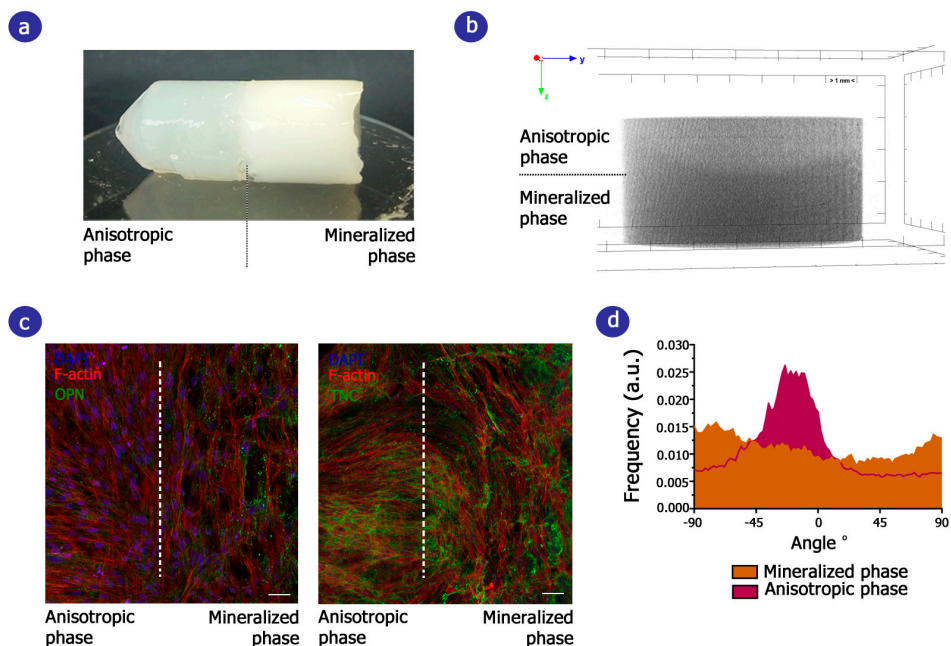 a
Anisotropic
phase
Mineralized
phase
b
y
z
> 1 mm <
Anisotropic
phase
Mineralized
phase
c
DAPI
F-actin
OPN
Anisotropic
phase
Mineralized
phase
DAPI
F-actin
TNC
Anisotropic
phase
Mineralized
phase
d
Frequency (a.u.)
0.030
0.025
0.020
0.015
0.010
0.005
0.000
-90
-45
0
45
90
Angle °
Mineralized phase
Anisotropic phase